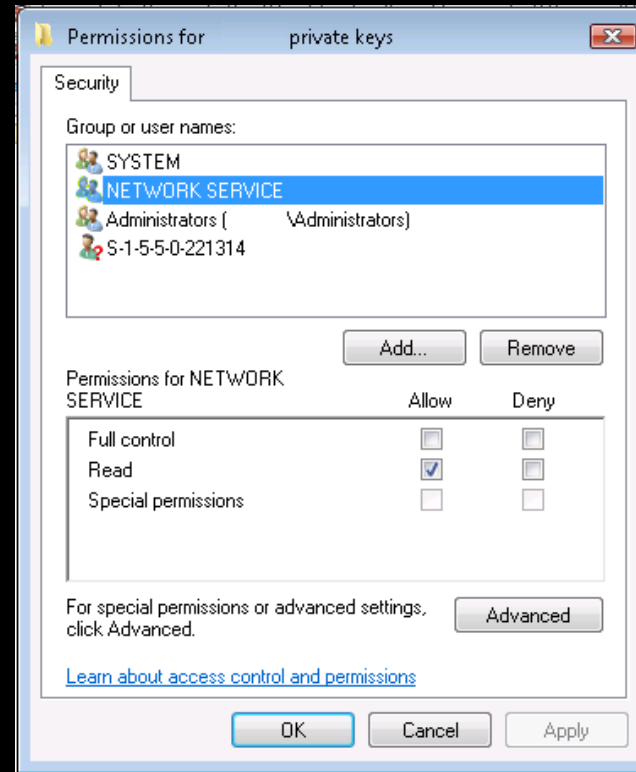 Permissions for private keys
Security
Group or user names:
SYSTEM
NETWORK SERVICE
Administrators ( \Administrators)
S-1-5-5-0-221314
Add... Remove
Permissions for NETWORK
SERVICE Allow Deny
Full control
Read
Special permissions
For special permissions or advanced settings,
click Advanced.
Advanced
Learn about access control and permissions
OK Cancel Apply